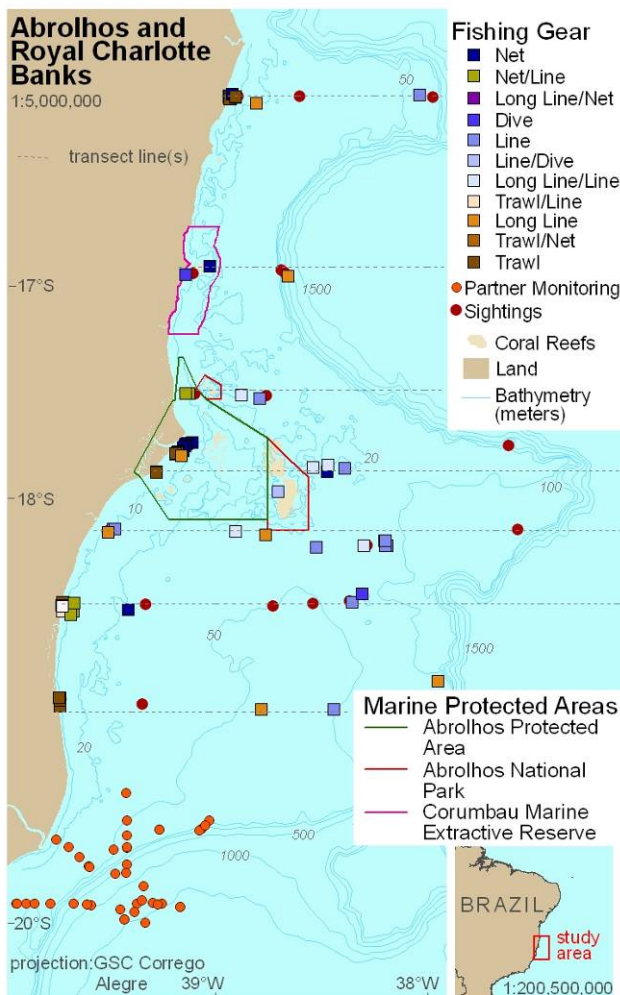 Abrolhos and
Royal Charlotte
Banks
1:5,000,000
transect line(s)
Fishing Gear
Net
Net/Line
Long Line/Net
Dive
Line
Line/Dive
Long Line/Line
Trawl/Line
Long Line
Trawl/Net
Trawl
Partner Monitoring
Sightings
Coral Reefs
Land
Bathymetry
(meters)
50
1500
17°S
20
100
18°S
10
50
1500
20
500
1000
20°S
Marine Protected Areas
Abrolhos Protected
Area
Abrolhos National
Park
Corumbau Marine
Extractive Reserve
BRAZIL
study
area
1:200,500,000
projection:GSC Corrego
Alegre
39°W
38°W